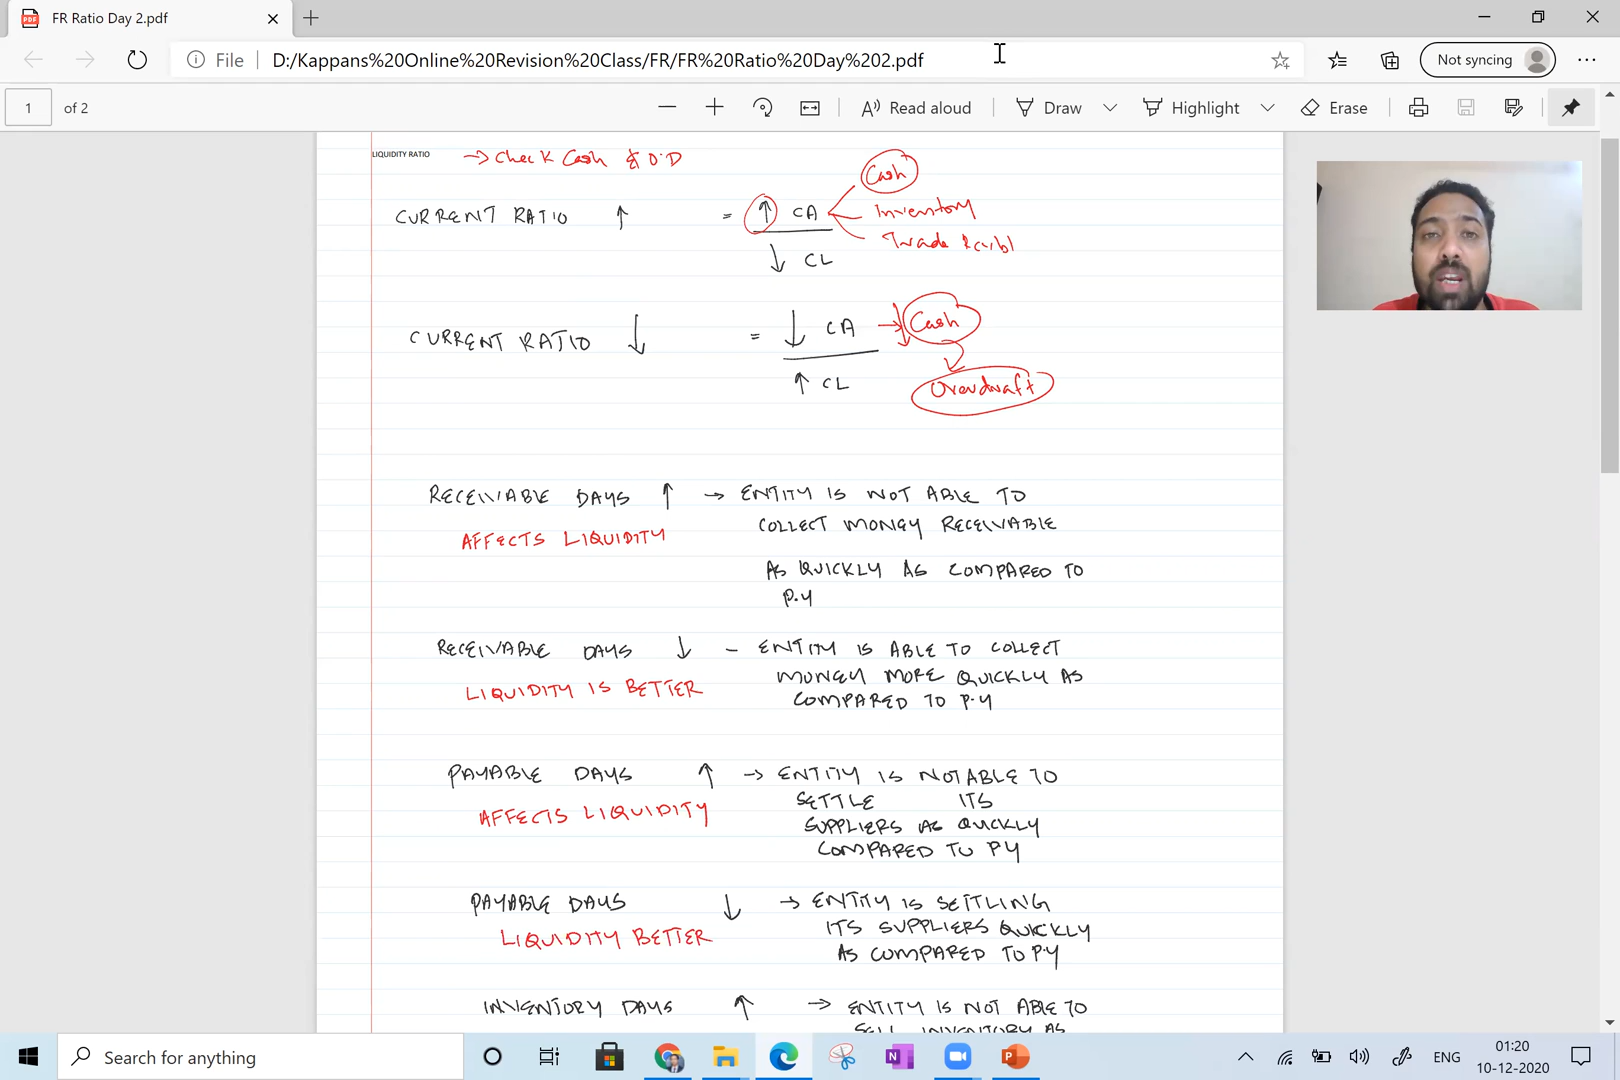 FR Ratio Day 2.pdf
File D:/Kappans%20Online%20Revision%20Class/FR/FR%20Ratio%20Day%202.pdf
Not syncing
1 of 2
Read aloud
Draw
Highlight
Erase
LIQUIDITY RATIO → Check Cash & O.D
CURRENT RATIO ↑ = ↑ CA
CL
Cash
Inventory
Trade
CURRENT RATIO ↓ = ↓ CA → Cash
↑ CL
Overdraft
RECEIVABLE DAYS ↑ → ENTITY IS NOT ABLE TO
COLLECT MONEY RECEIVABLE
AFFECTS LIQUIDITY
AS QUICKLY AS COMPARED TO
P.Y
RECEIVABLE DAYS ↓ - ENTITY IS ABLE TO COLLECT
MONEY MORE QUICKLY AS
LIQUIDITY IS BETTER
COMPARED TO P.Y
PAYABLE DAYS ↑ → ENTITY IS NOT ABLE TO
SETTLE ITS
AFFECTS LIQUIDITY
SUPPLIERS AS QUICKLY
COMPARED TO PY
PAYABLE DAYS ↓ → ENTITY IS SETTLING
ITS SUPPLIERS QUICKLY
LIQUIDITY BETTER
AS COMPARED TO P.Y
INVENTORY DAYS ↑ → ENTITY IS NOT ABLE TO
SELL INVENTORY AS
Search for anything
ENG
01:20
10-12-2020